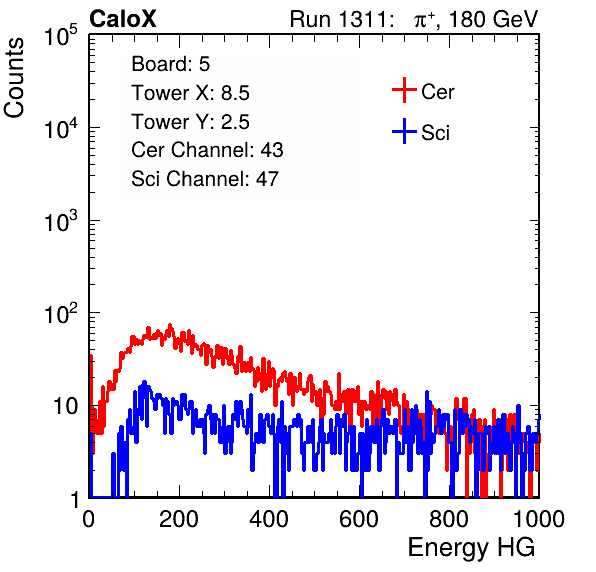 CaloX Run 1311: π⁺, 180 GeV
Counts
Board: 5
Tower X: 8.5
Tower Y: 2.5
Cer Channel: 43
Sci Channel: 47
Cer
Sci
10⁵
10⁴
10³
10²
10
1
0 200 400 600 800 1000
Energy HG